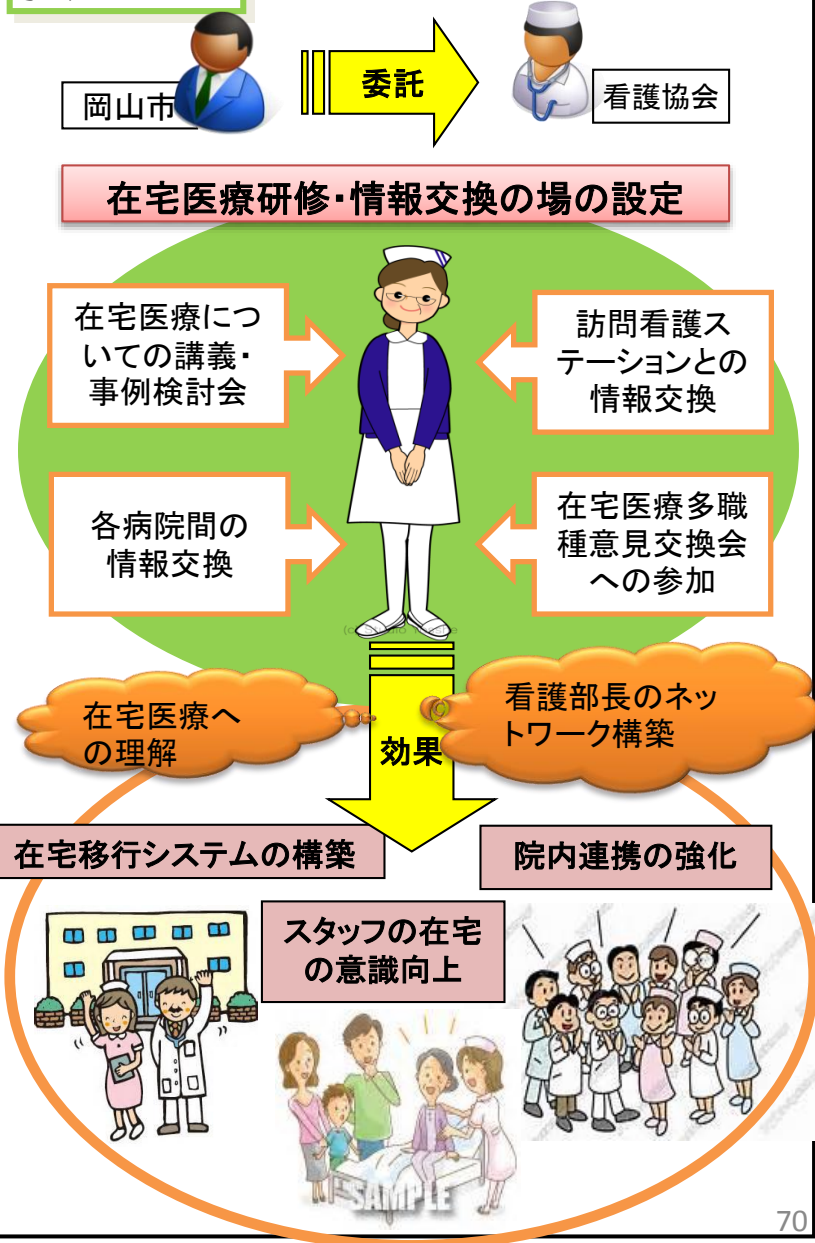 岡山市
委託
看護協会
在宅医療研修・情報交換の場の設定
在宅医療につ
いての講義・
事例検討会
訪問看護ス
テーションとの
情報交換
各病院間の
情報交換
在宅医療多職
種意見交換会
への参加
在宅医療へ
の理解
効果
看護部長のネッ
トワーク構築
在宅移行システムの構築
院内連携の強化
スタッフの在宅
の意識向上
SAMPLE
70